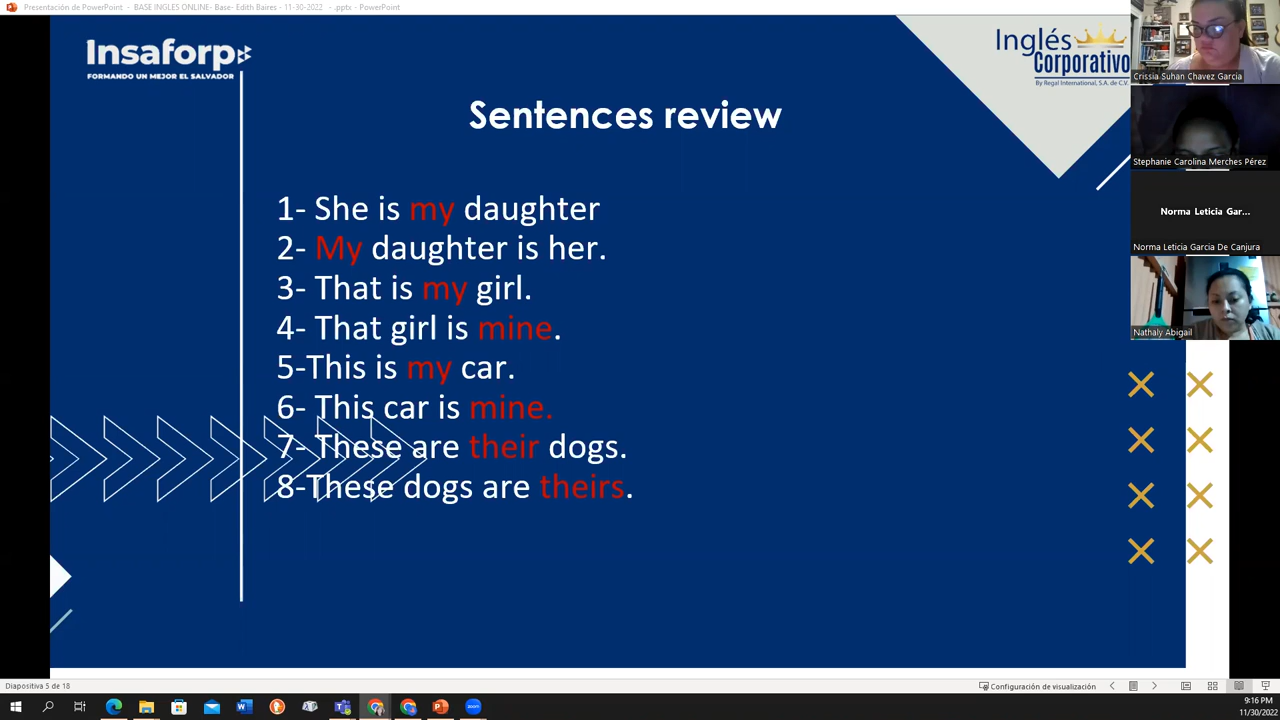 Presentación de PowerPoint - BASE INGLES ONLINE- Base- Edith Baires - 11-30-2022 - .pptx - PowerPoint
Insaforp
FORMANDO UN MEJOR EL SALVADOR
Inglés
Corporativo
By Regal International, S.A. de C.V.
Sentences review
1- She is my daughter
2- My daughter is her.
3- That is my girl.
4- That girl is mine.
5-This is my car.
6- This car is mine.
7- These are their dogs.
8-These dogs are theirs.
Crissia Suhan Chavez Garcia
Stephanie Carolina Merches Pérez
Norma Leticia Gar...
Norma Leticia Garcia De Canjura
Nathaly Abigail
Diapositiva 5 de 18
Configuración de visualización
9:16 PM
11/30/2022